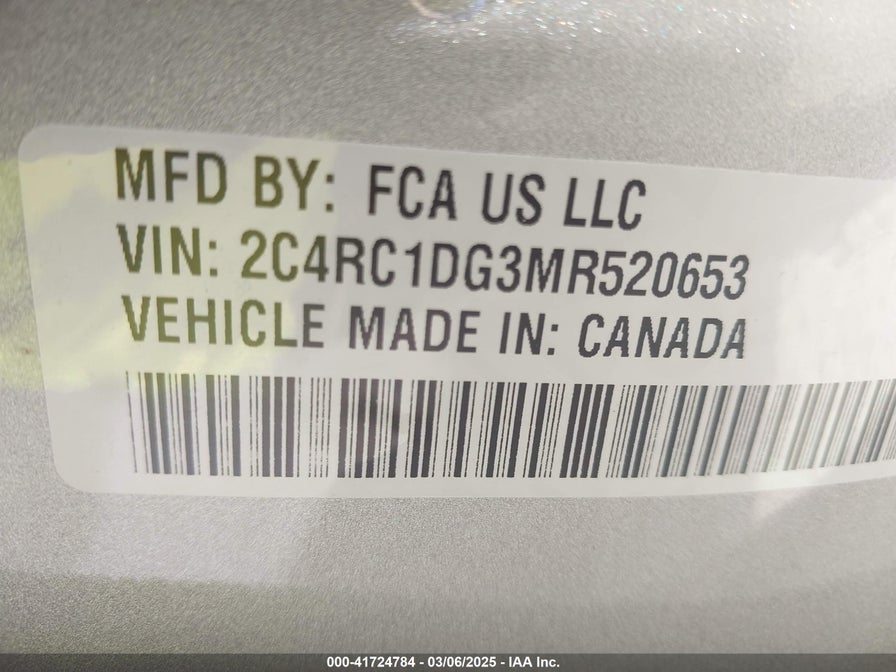 MFD BY: FCA US LLC
VIN: 2C4RC1DG3MR520653
VEHICLE MADE IN: CANADA
000-41724784 - 03/06/2025 - IAA Inc.